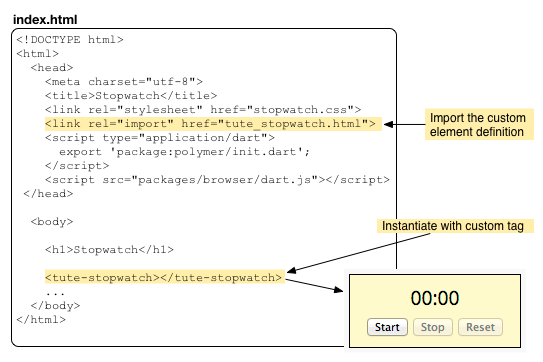 index.html
<!DOCTYPE html>
<html>
  <head>
    <meta charset="utf-8">
    <title>Stopwatch</title>
    <link rel="stylesheet" href="stopwatch.css">
    <link rel="import" href="tute_stopwatch.html">
    <script type="application/dart">
      export 'package:polymer/init.dart';
    </script>
    <script src="packages/browser/dart.js"></script>
 </head>
  <body>
    <h1>Stopwatch</h1>
    <tute-stopwatch></tute-stopwatch>
    ...
  </body>
</html>
Import the custom
element definition
Instantiate with custom tag
00:00
Start Stop Reset